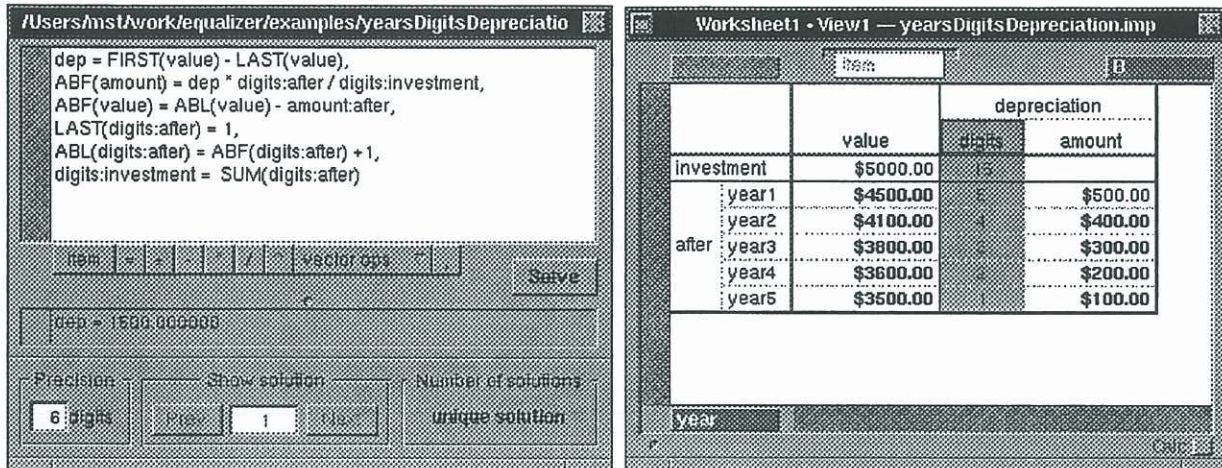 /Users/mst/work/equalizer/examples/yearsDigitsDepreciatio
dep = FIRST(value) - LAST(value),
ABF(amount) = dep * digits:after / digits:investment,
ABF(value) = ABL(value) - amount:after,
LAST(digits:after) = 1,
ABL(digits:after) = ABF(digits:after) +1,
digits:investment = SUM(digits:after)
item = + - * / ^ vector ops " ,
Solve
dep = 1500.000000
Precision Show solution Number of solutions
6 digits Prev 1 Next unique solution
Worksheet1 • View1 — yearsDigitsDepreciation.imp
item
depreciation
value digits amount
investment $5000.00 15
year1 $4500.00 5 $500.00
year2 $4100.00 4 $400.00
after year3 $3800.00 3 $300.00
year4 $3600.00 2 $200.00
year5 $3500.00 1 $100.00
year
Calc